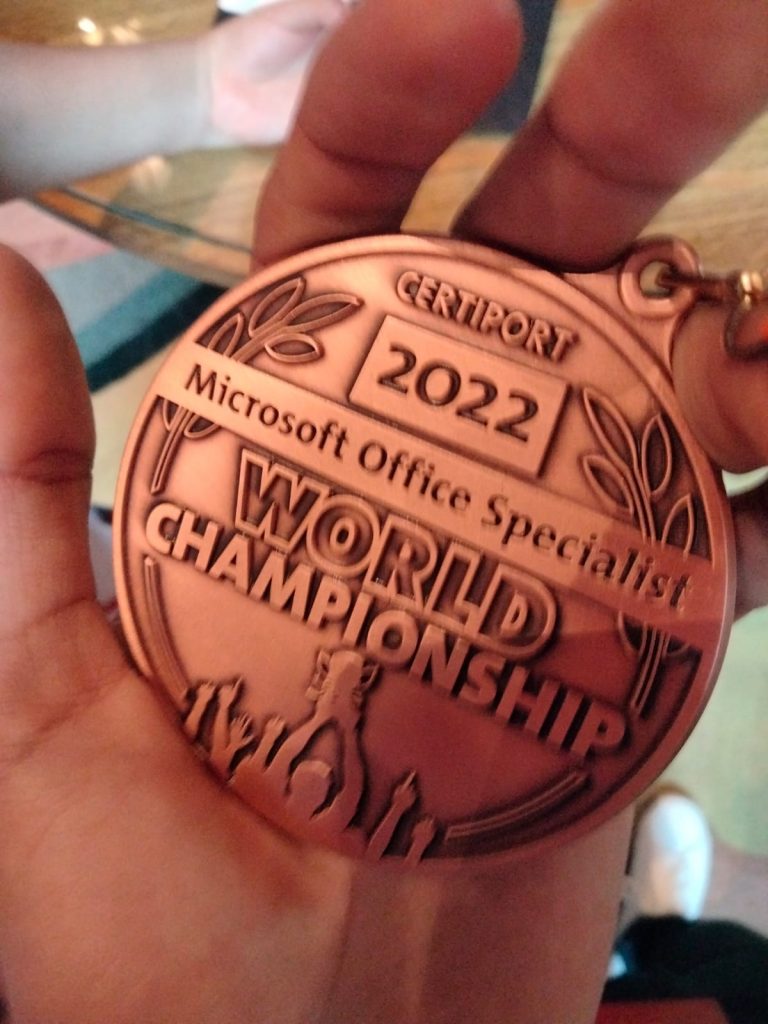 CERTIPORT
2022
Microsoft Office Specialist
WORLD
CHAMPIONSHIP